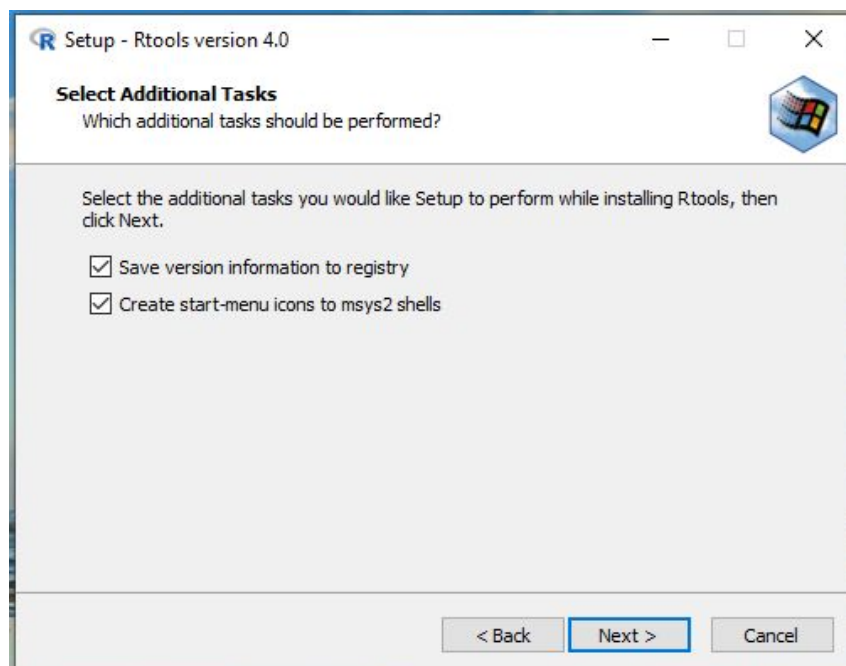 Setup - Rtools version 4.0
Select Additional Tasks
Which additional tasks should be performed?
Select the additional tasks you would like Setup to perform while installing Rtools, then
click Next.
Save version information to registry
Create start-menu icons to msys2 shells
< Back
Next >
Cancel